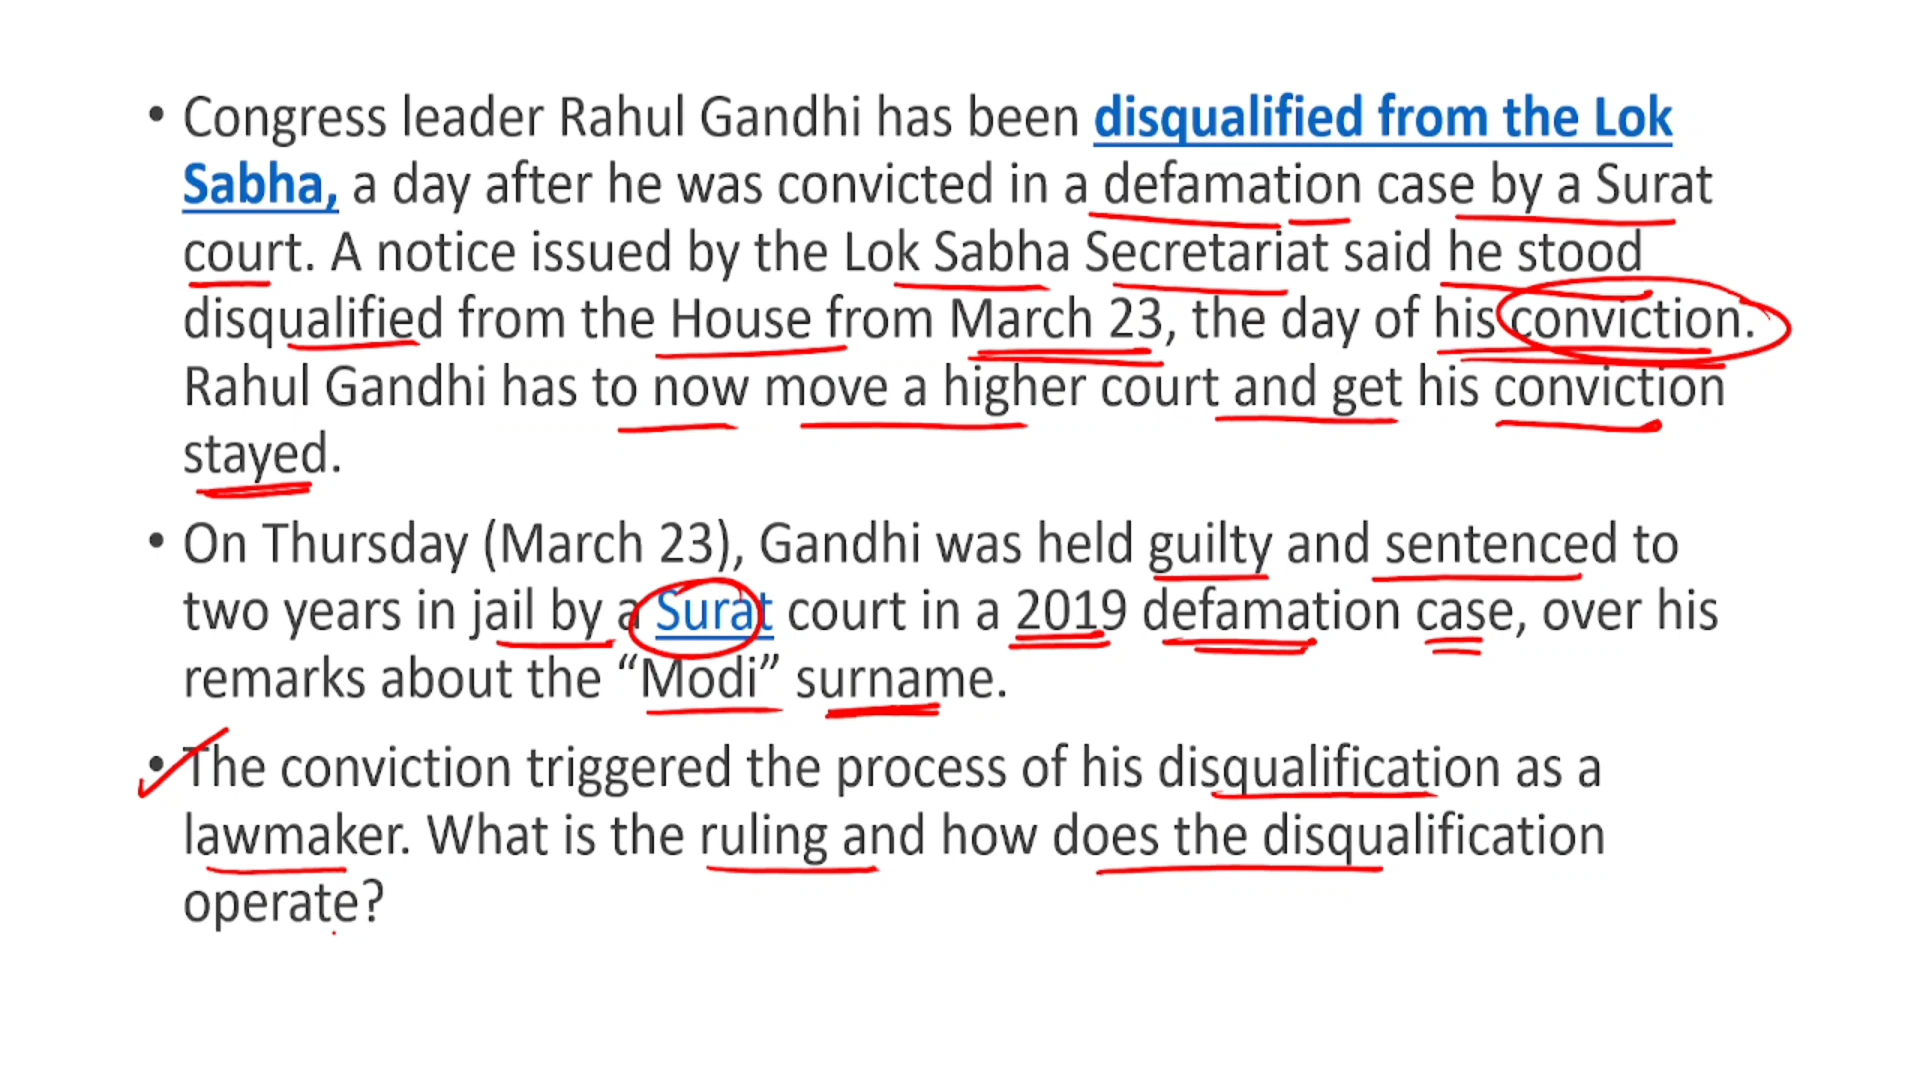 • Congress leader Rahul Gandhi has been disqualified from the Lok
Sabha, a day after he was convicted in a defamation case by a Surat
court. A notice issued by the Lok Sabha Secretariat said he stood
disqualified from the House from March 23, the day of his conviction.
Rahul Gandhi has to now move a higher court and get his conviction
stayed.
• On Thursday (March 23), Gandhi was held guilty and sentenced to
two years in jail by a Surat court in a 2019 defamation case, over his
remarks about the “Modi” surname.
• The conviction triggered the process of his disqualification as a
lawmaker. What is the ruling and how does the disqualification
operate?